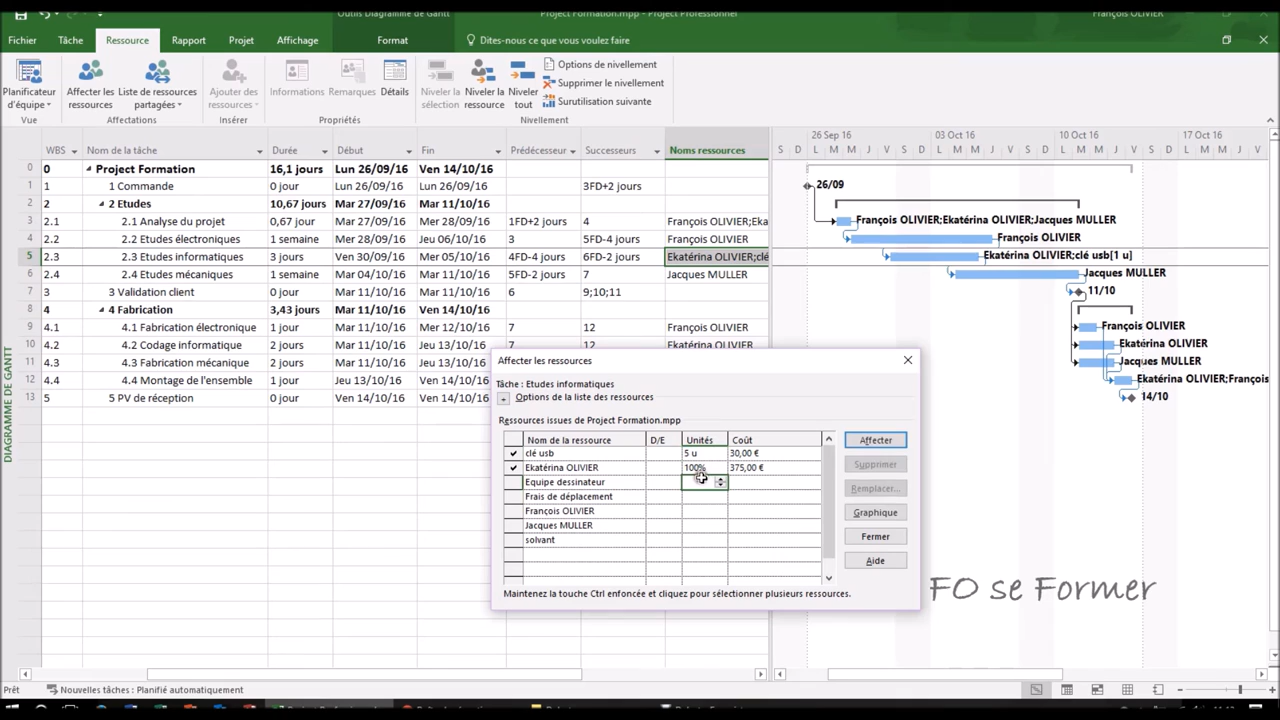 Outils Diagramme de Gantt
Project Formation.mpp - Project Professionnel
François OLIVIER
Fichier Tâche Ressource Rapport Projet Affichage Format Dites-nous ce que vous voulez faire
Planificateur d'équipe
Affecter les ressources
Liste de ressources partagées
Ajouter des ressources
Informations
Remarques
Détails
Niveler la sélection
Niveler la ressource
Niveler tout
Options de nivellement
Supprimer le nivellement
Surutilisation suivante
Vue Affectations Insérer Propriétés Nivellement
26 Sep 16 03 Oct 16 10 Oct 16 17 Oct 16
WBS Nom de la tâche Durée Début Fin Prédécesseur Successeurs Noms ressources
S D L M M V S D L M J V S D L M M V S D L M V
0 Project Formation 16,1 jours Lun 26/09/16 Ven 14/10/16
1 1 Commande 0 jour Lun 26/09/16 Lun 26/09/16 3FD+2 jours 26/09
2 2 Etudes 10,67 jours Mar 27/09/16 Mar 11/10/16
3 2.1 2.1 Analyse du projet 0,67 jour Mar 27/09/16 Mer 28/09/16 1FD+2 jours 4 François OLIVIER;Eka François OLIVIER;Ekatérina OLIVIER;Jacques MULLER
4 2.2 2.2 Etudes électroniques 1 semaine Mer 28/09/16 Jeu 06/10/16 3 5FD-4 jours François OLIVIER François OLIVIER
5 2.3 2.3 Etudes informatiques 3 jours Ven 30/09/16 Mer 05/10/16 4FD-4 jours 6FD-2 jours Ekatérina OLIVIER;clé Ekatérina OLIVIER;clé usb[1 u]
6 2.4 2.4 Etudes mécaniques 1 semaine Mar 04/10/16 Mar 11/10/16 5FD-2 jours 7 Jacques MULLER Jacques MULLER
7 3 3 Validation client 0 jour Mar 11/10/16 Mar 11/10/16 6 9;10;11 11/10
8 4 4 Fabrication 3,43 jours Mar 11/10/16 Ven 14/10/16
9 4.1 4.1 Fabrication électronique 1 jour Mar 11/10/16 Mer 12/10/16 7 12 François OLIVIER François OLIVIER
10 4.2 4.2 Codage informatique 2 jours Mar 11/10/16 Jeu 13/10/16 7 12 Ekatérina OLIVIER Ekatérina OLIVIER
11 4.3 4.3 Fabrication mécanique 2 jours Mar 11/10/16 Jeu 13/10/16 Jacques MULLER
12 4.4 4.4 Montage de l'ensemble 1 jour Jeu 13/10/16 Ven 14/10/16 Ekatérina OLIVIER;François
13 5 5 PV de réception 0 jour Ven 14/10/16 Ven 14/10/16 14/10
DIAGRAMME DE GANTT
Affecter les ressources
Tâche : Etudes informatiques
+ Options de la liste des ressources
Ressources issues de Project Formation.mpp
Nom de la ressource D/E Unités Coût
clé usb 5 u 30,00 €
Ekatérina OLIVIER 100% 375,00 €
Equipe dessinateur
Frais de déplacement
François OLIVIER
Jacques MULLER
solvant
Affecter
Supprimer
Remplacer...
Graphique
Fermer
Aide
Maintenez la touche Ctrl enfoncée et cliquez pour sélectionner plusieurs ressources.
FO se Former
Prêt Nouvelles tâches : Planifié automatiquement